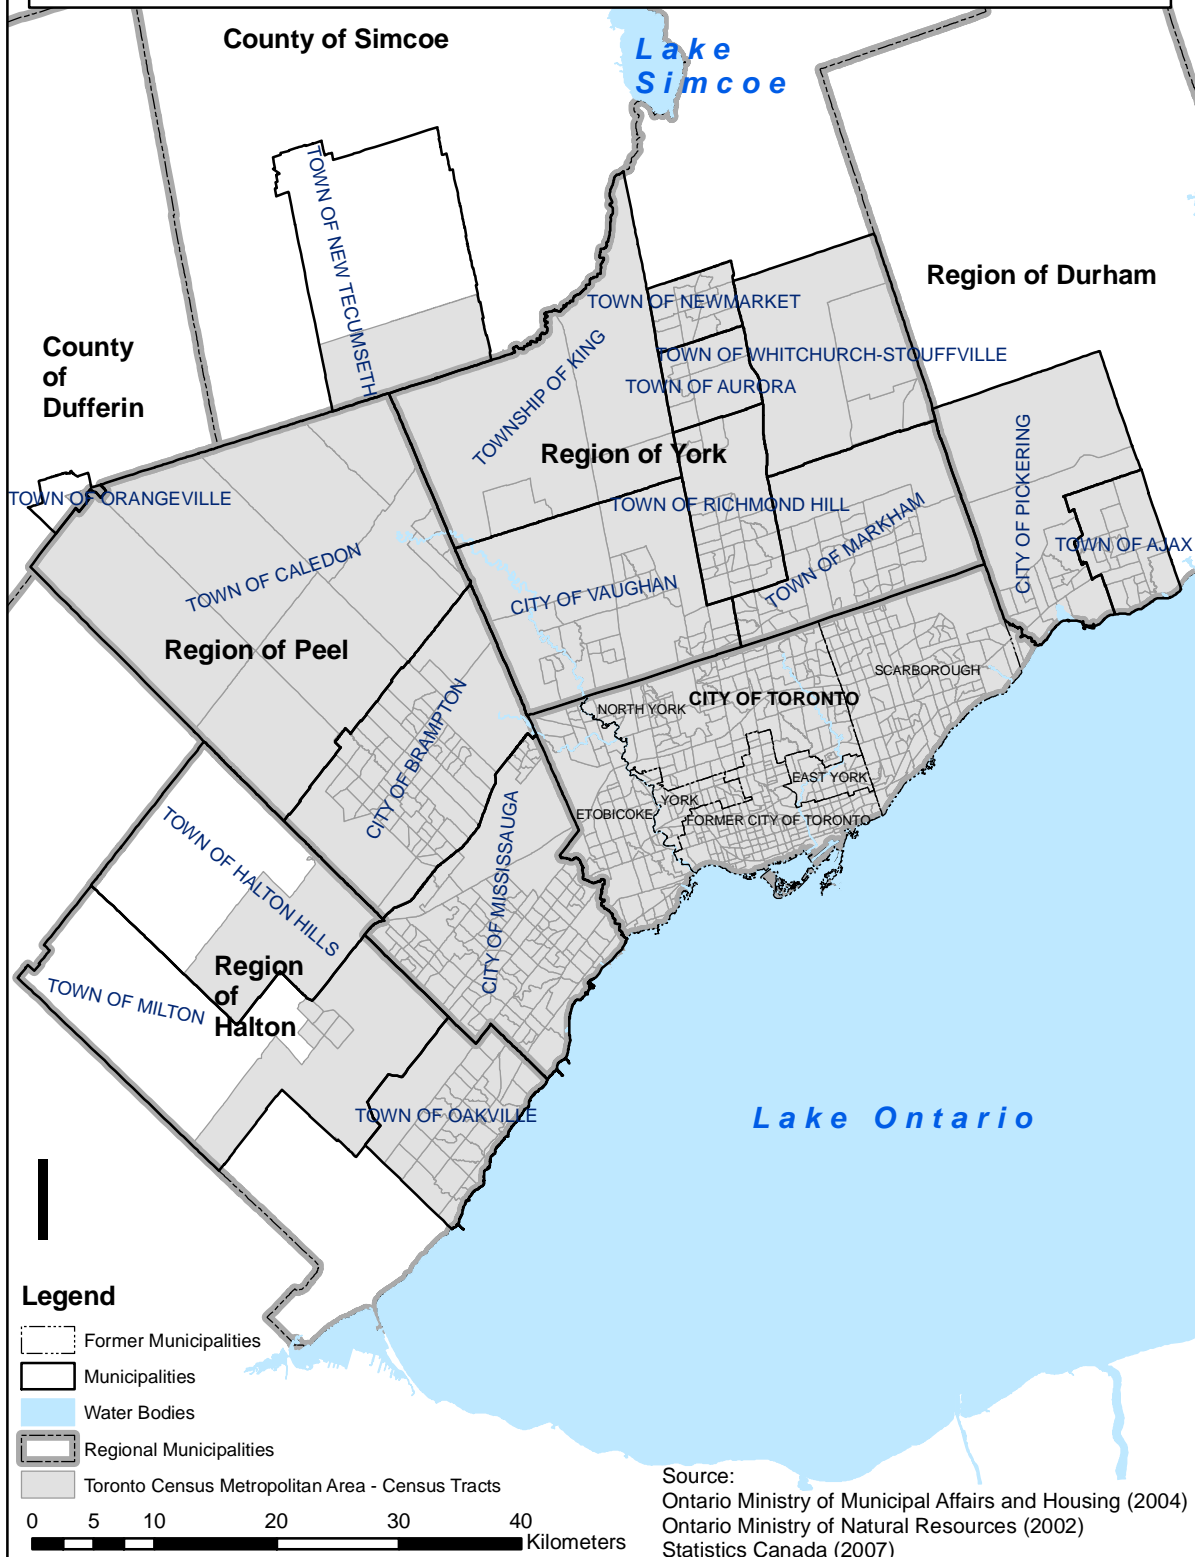 County of Simcoe
Lake
Simcoe
TOWN OF NEW TECUMSETH
Region of Durham
TOWN OF NEWMARKET
County
of
Dufferin
TOWNSHIP OF KING
TOWN OF WHITCHURCH-STOUFFVILLE
TOWN OF AURORA
Region of York
CITY OF PICKERING
TOWN OF ORANGEVILLE
TOWN OF RICHMOND HILL
TOWN OF MARKHAM
TOWN OF AJAX
TOWN OF CALEDON
CITY OF VAUGHAN
Region of Peel
SCARBOROUGH
CITY OF TORONTO
NORTH YORK
CITY OF BRAMPTON
EAST YORK
YORK
ETOBICOKE
FORMER CITY OF TORONTO
TOWN OF HALTON HILLS
CITY OF MISSISSAUGA
Region
of
Halton
TOWN OF MILTON
TOWN OF OAKVILLE
Lake Ontario
Legend
Former Municipalities
Municipalities
Water Bodies
Regional Municipalities
Toronto Census Metropolitan Area - Census Tracts
0 5 10 20 30 40
Kilometers
Source:
Ontario Ministry of Municipal Affairs and Housing (2004)
Ontario Ministry of Natural Resources (2002)
Statistics Canada (2007)